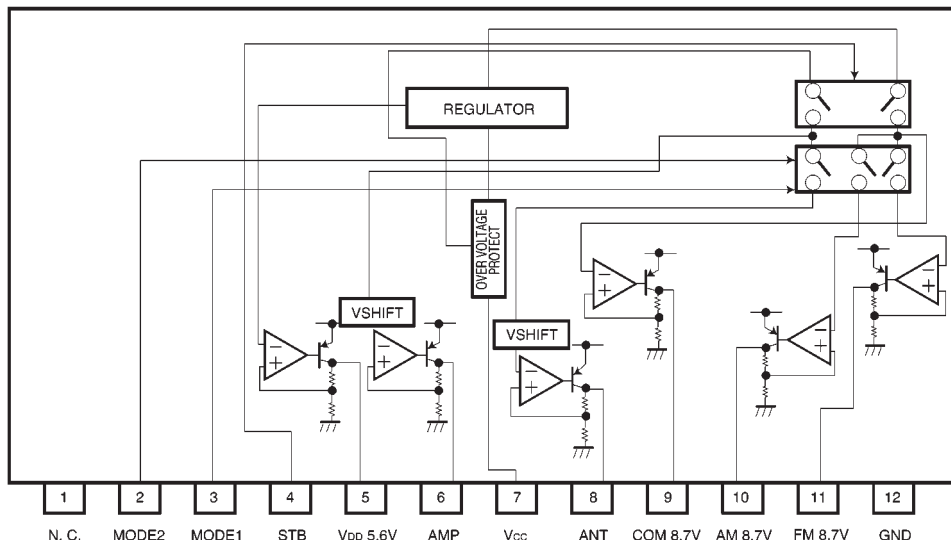 REGULATOR
OVER VOLTAGE
PROTECT
VSHIFT
VSHIFT
− +
− +
− +
− +
− +
− +
1 2 3 4 5 6 7 8 9 10 11 12
N. C. MODE2 MODE1 STB VDD 5.6V AMP Vcc ANT COM 8.7V AM 8.7V FM 8.7V GND